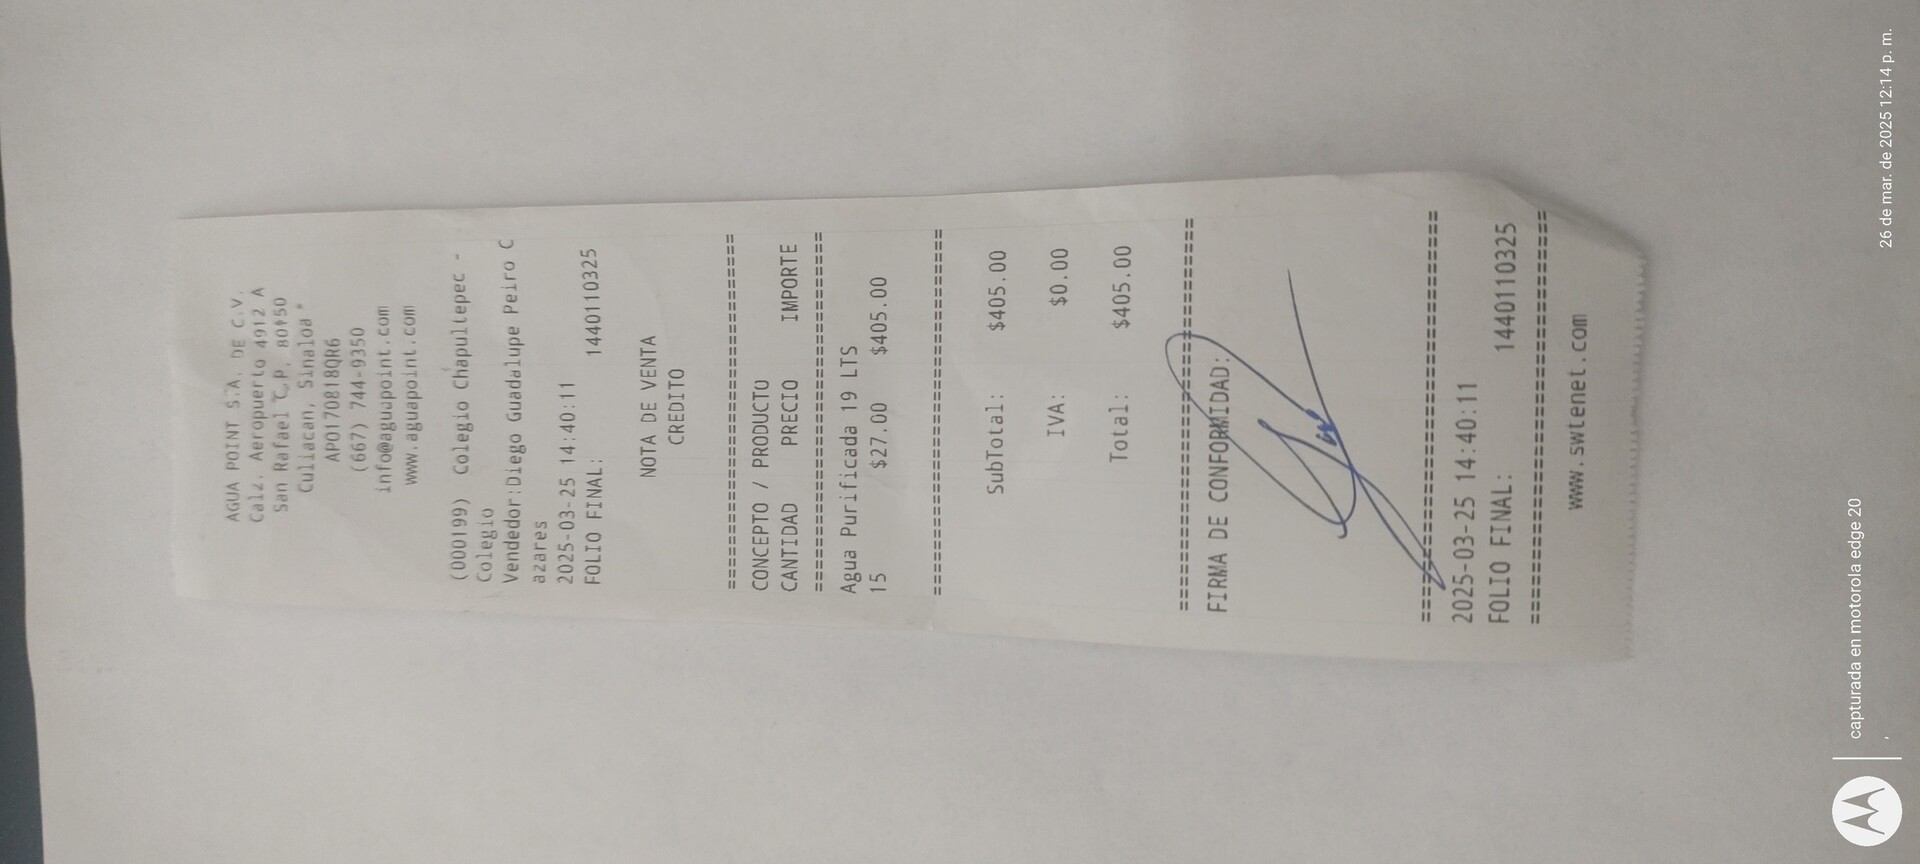 AGUA POINT S.A. DE C.V.
Calz. Aeropuerto 4912 A
San Rafael C.P. 80150
Culiacan, Sinaloa
APO170818QR6
(667) 744-9350
info@aguapoint.com
www.aguapoint.com
(000199) Colegio Chapultepec -
Colegio
Vendedor:Diego Guadalupe Peiro C
azares
2025-03-25 14:40:11
FOLIO FINAL: 1440110325
NOTA DE VENTA
CREDITO
================================
CONCEPTO / PRODUCTO
CANTIDAD PRECIO IMPORTE
================================
Agua Purificada 19 LTS
15 $27.00 $405.00
================================
SubTotal: $405.00
IVA: $0.00
Total: $405.00
================================
FIRMA DE CONFORMIDAD:
================================
2025-03-25 14:40:11
FOLIO FINAL: 1440110325
================================
www.swtenet.com
capturada en motorola edge 20
,
26 de mar. de 2025 12:14 p. m.